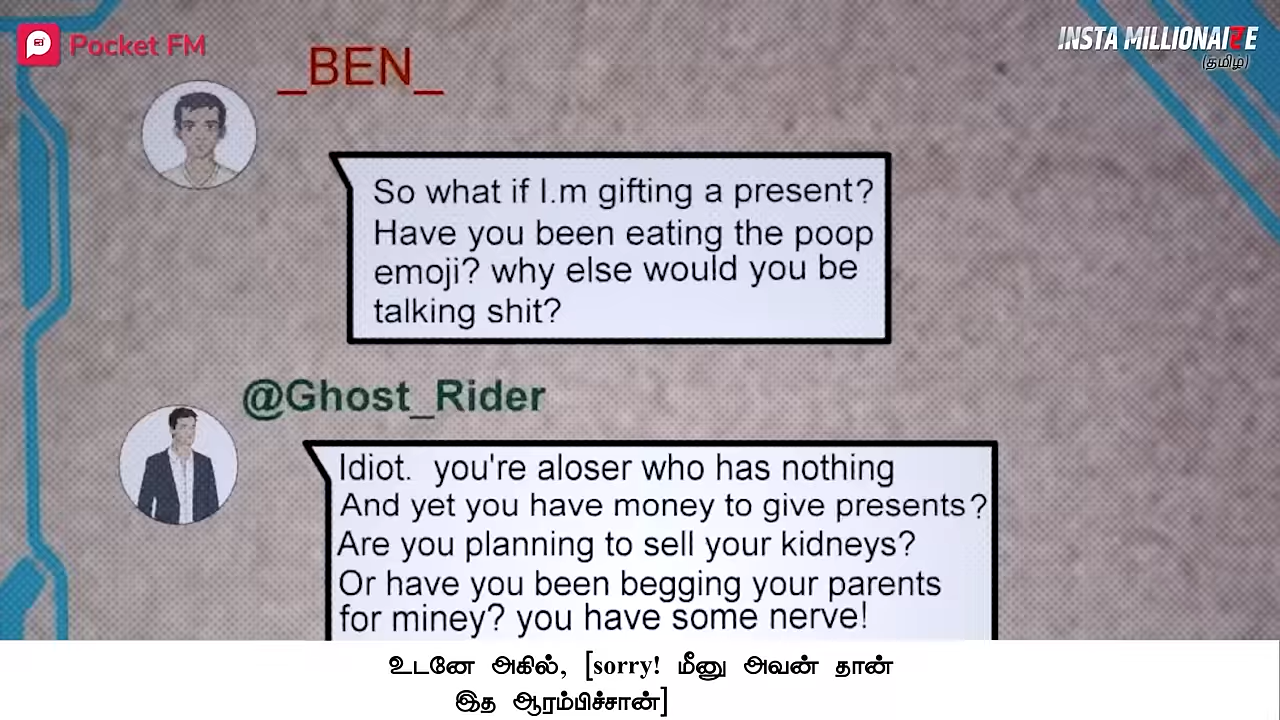 Pocket FM
INSTA MILLIONAIRE
(தமிழ்)
_BEN_
So what if I.m gifting a present?
Have you been eating the poop
emoji? why else would you be
talking shit?
@Ghost_Rider
Idiot. you're aloser who has nothing
And yet you have money to give presents?
Are you planning to sell your kidneys?
Or have you been begging your parents
for miney? you have some nerve!
உடனே அகில், [sorry! மீனு அவன் தான்
இத ஆரம்பிச்சான்]